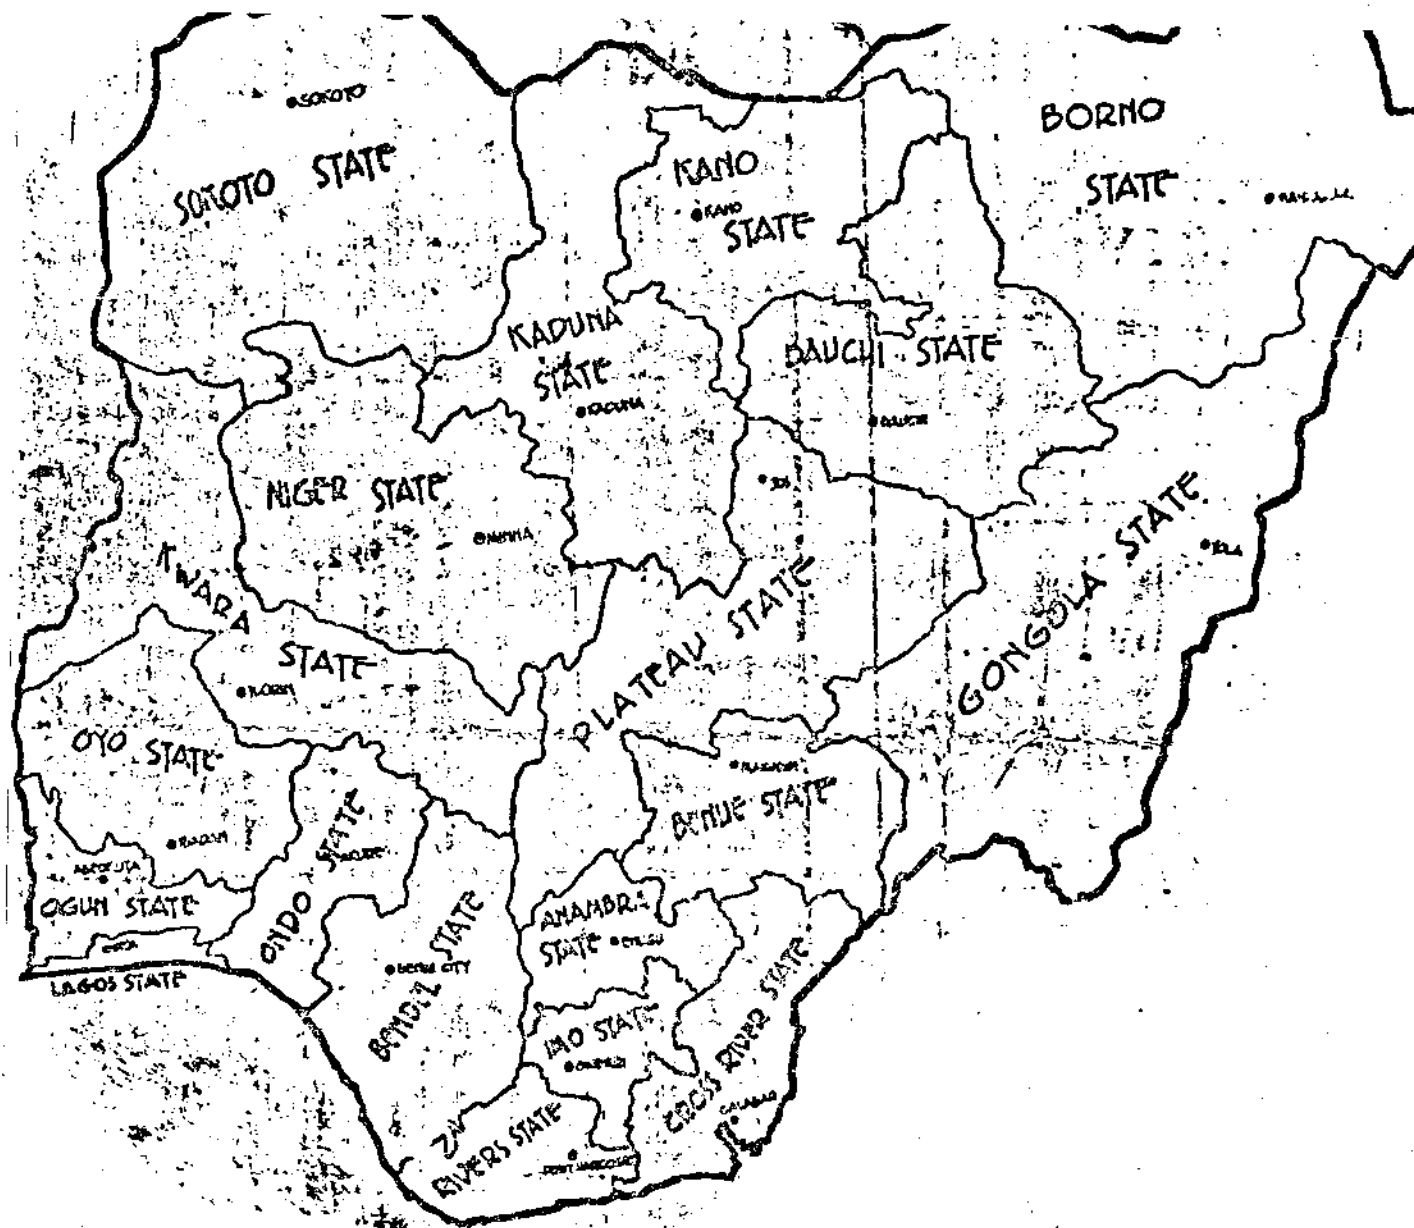 SOKOTO
SOKOTO STATE
BORNO
STATE
KANO
KANO
STATE
KADUNA
STATE
KADUNA
BAUCHI STATE
BAUCHI
NIGER STATE
MINNA
JOS
GONGOLA STATE
YOLA
KWARA
STATE
ILORIN
PLATEAU STATE
OYO STATE
IBADAN
ONDO STATE
AKURE
MAKURDI
BENUE STATE
ABEOKUTA
OGUN STATE
IKEJA
LAGOS STATE
BENDEL STATE
BENIN CITY
ANAMBRA
STATE
ENUGU
IMO STATE
OWERRI
CROSS RIVER STATE
CALABAR
RIVERS STATE
PORT HARCOURT